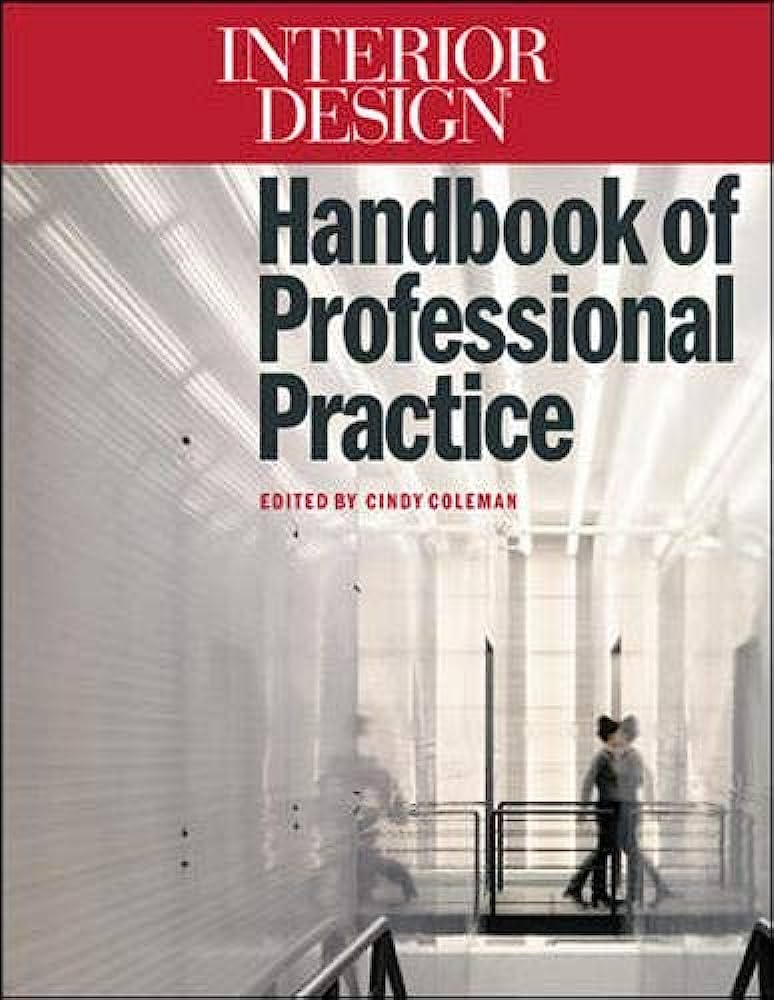 INTERIOR
DESIGN®
Handbook of
Professional
Practice
EDITED BY CINDY COLEMAN